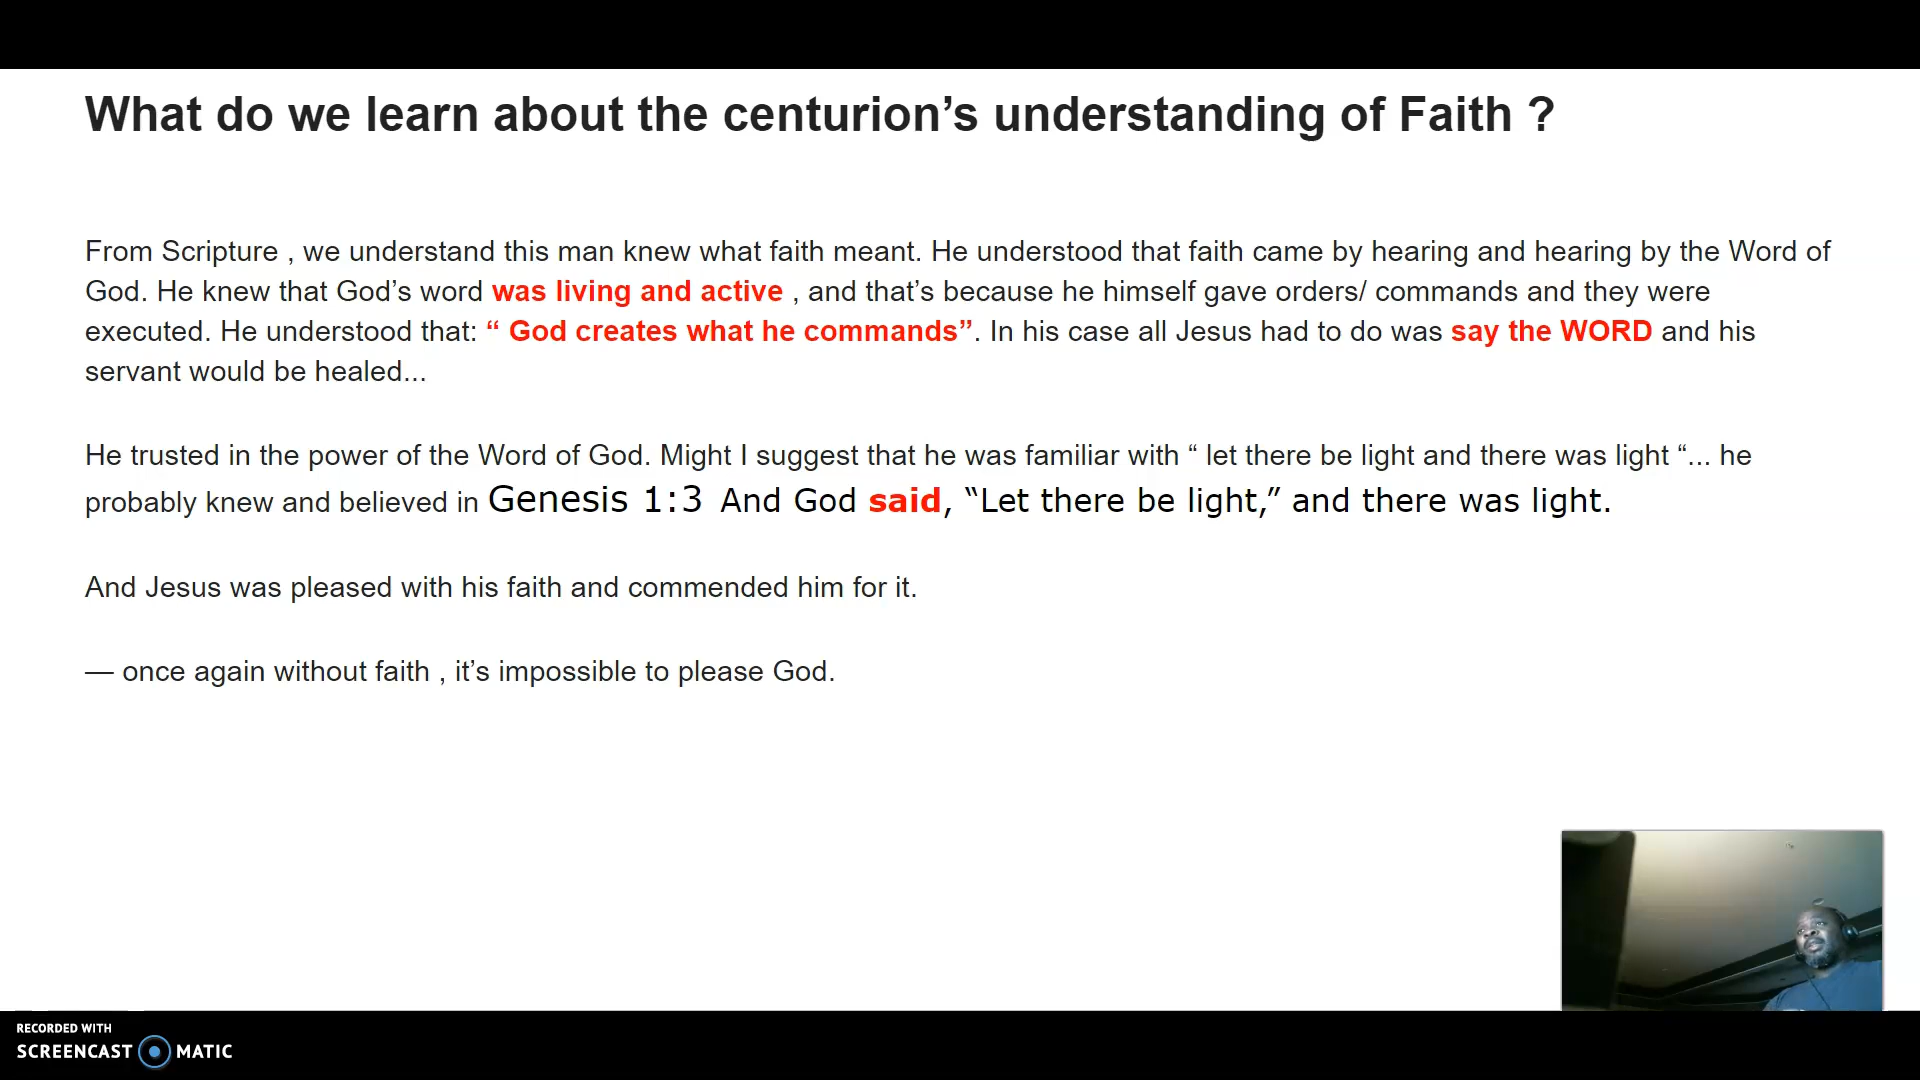 What do we learn about the centurion’s understanding of Faith ?
From Scripture , we understand this man knew what faith meant. He understood that faith came by hearing and hearing by the Word of
God. He knew that God’s word was living and active , and that’s because he himself gave orders/ commands and they were
executed. He understood that: “ God creates what he commands”. In his case all Jesus had to do was say the WORD and his
servant would be healed...
He trusted in the power of the Word of God. Might I suggest that he was familiar with “ let there be light and there was light “... he
probably knew and believed in Genesis 1:3 And God said, “Let there be light,” and there was light.
And Jesus was pleased with his faith and commended him for it.
— once again without faith , it’s impossible to please God.
RECORDED WITH
SCREENCAST MATIC